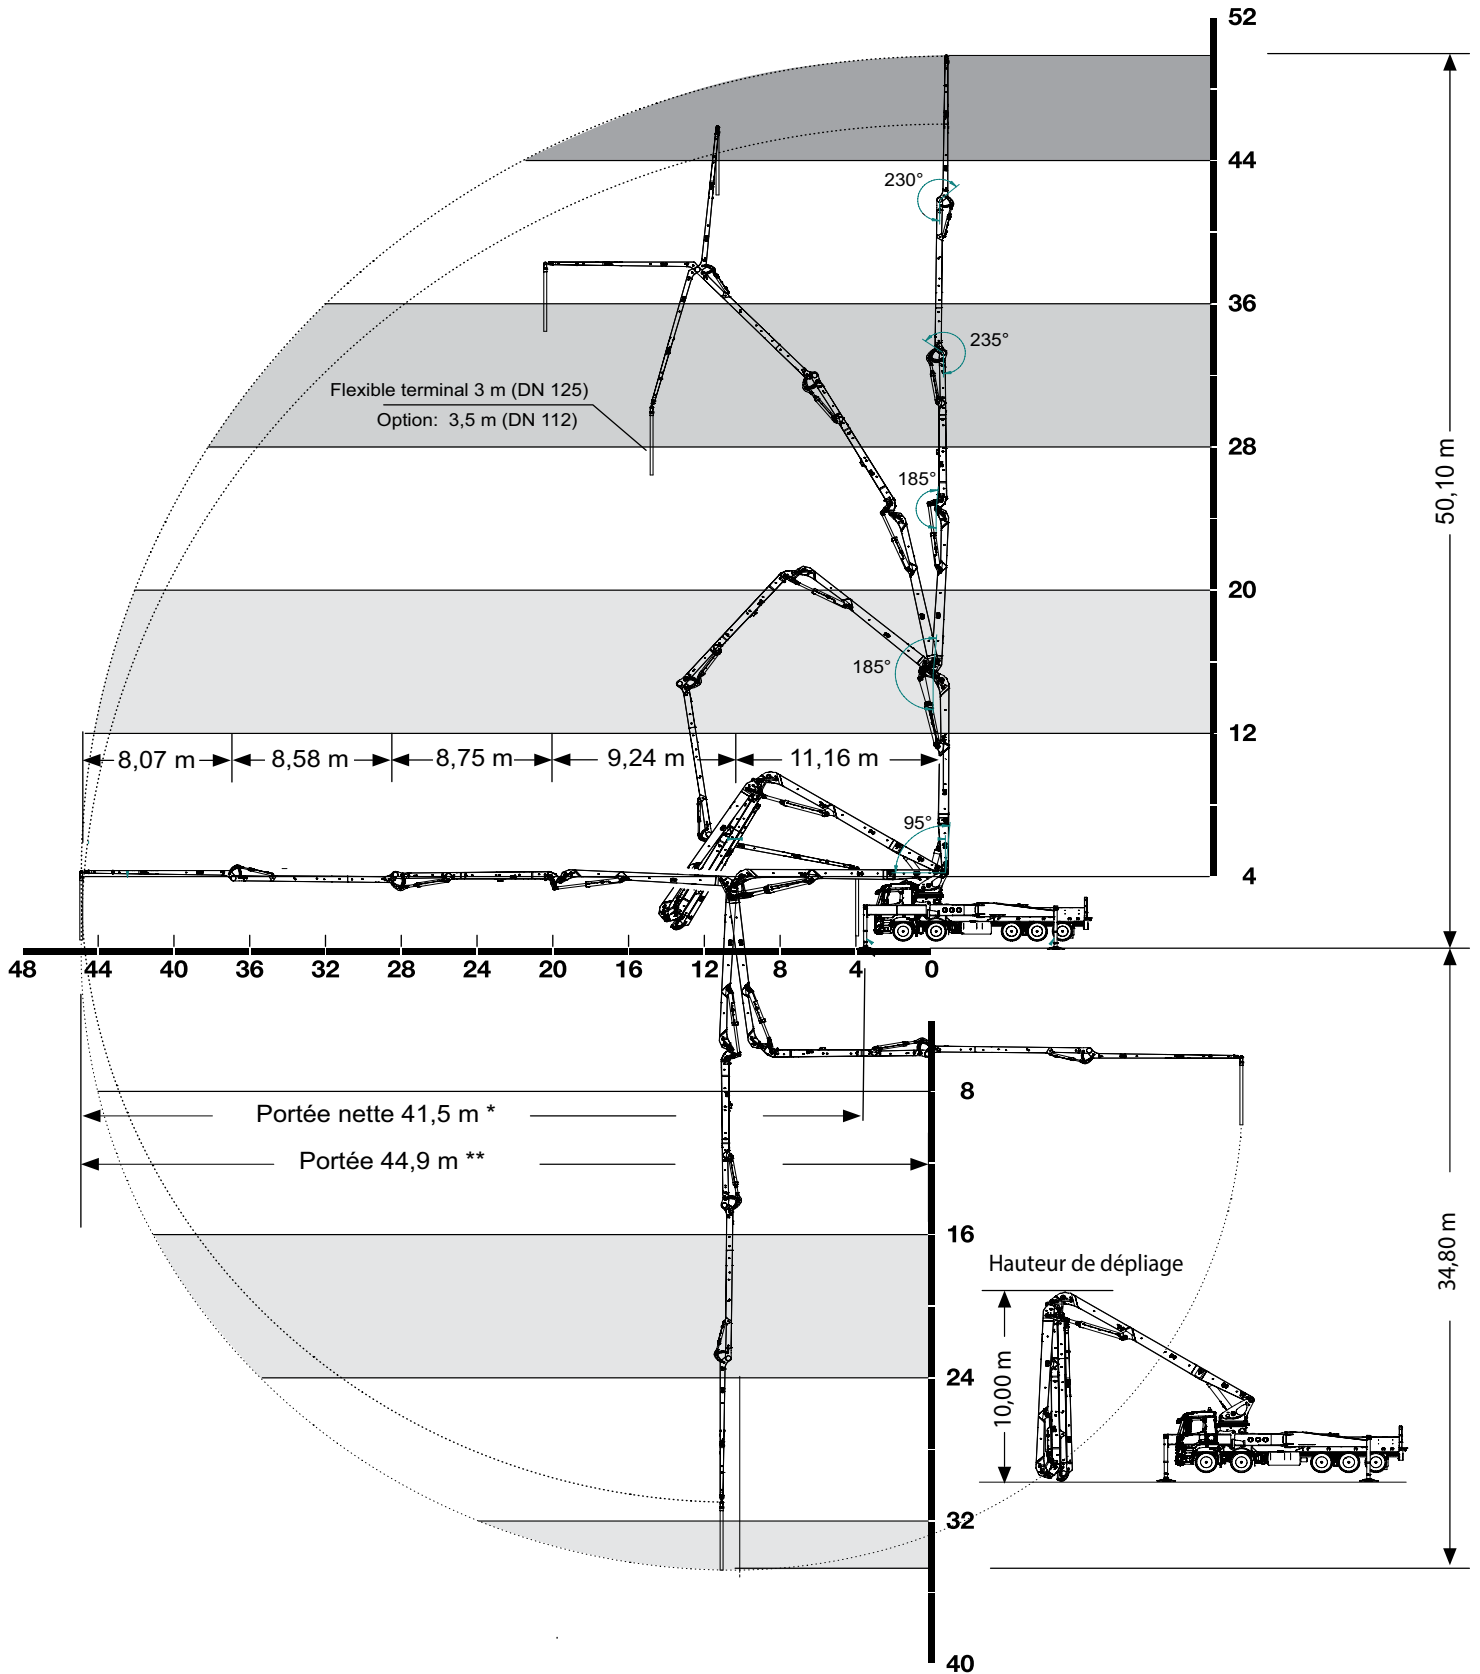 52
44
230°
36
235°
Flexible terminal 3 m (DN 125)
Option: 3,5 m (DN 112)
28
50,10 m
185°
20
185°
12
8,07 m
8,58 m
8,75 m
9,24 m
11,16 m
95°
4
48 44 40 36 32 28 24 20 16 12 8 4 0
8
Portée nette 41,5 m *
Portée 44,9 m **
16
Hauteur de dépliage
34,80 m
24
10,00 m
32
40